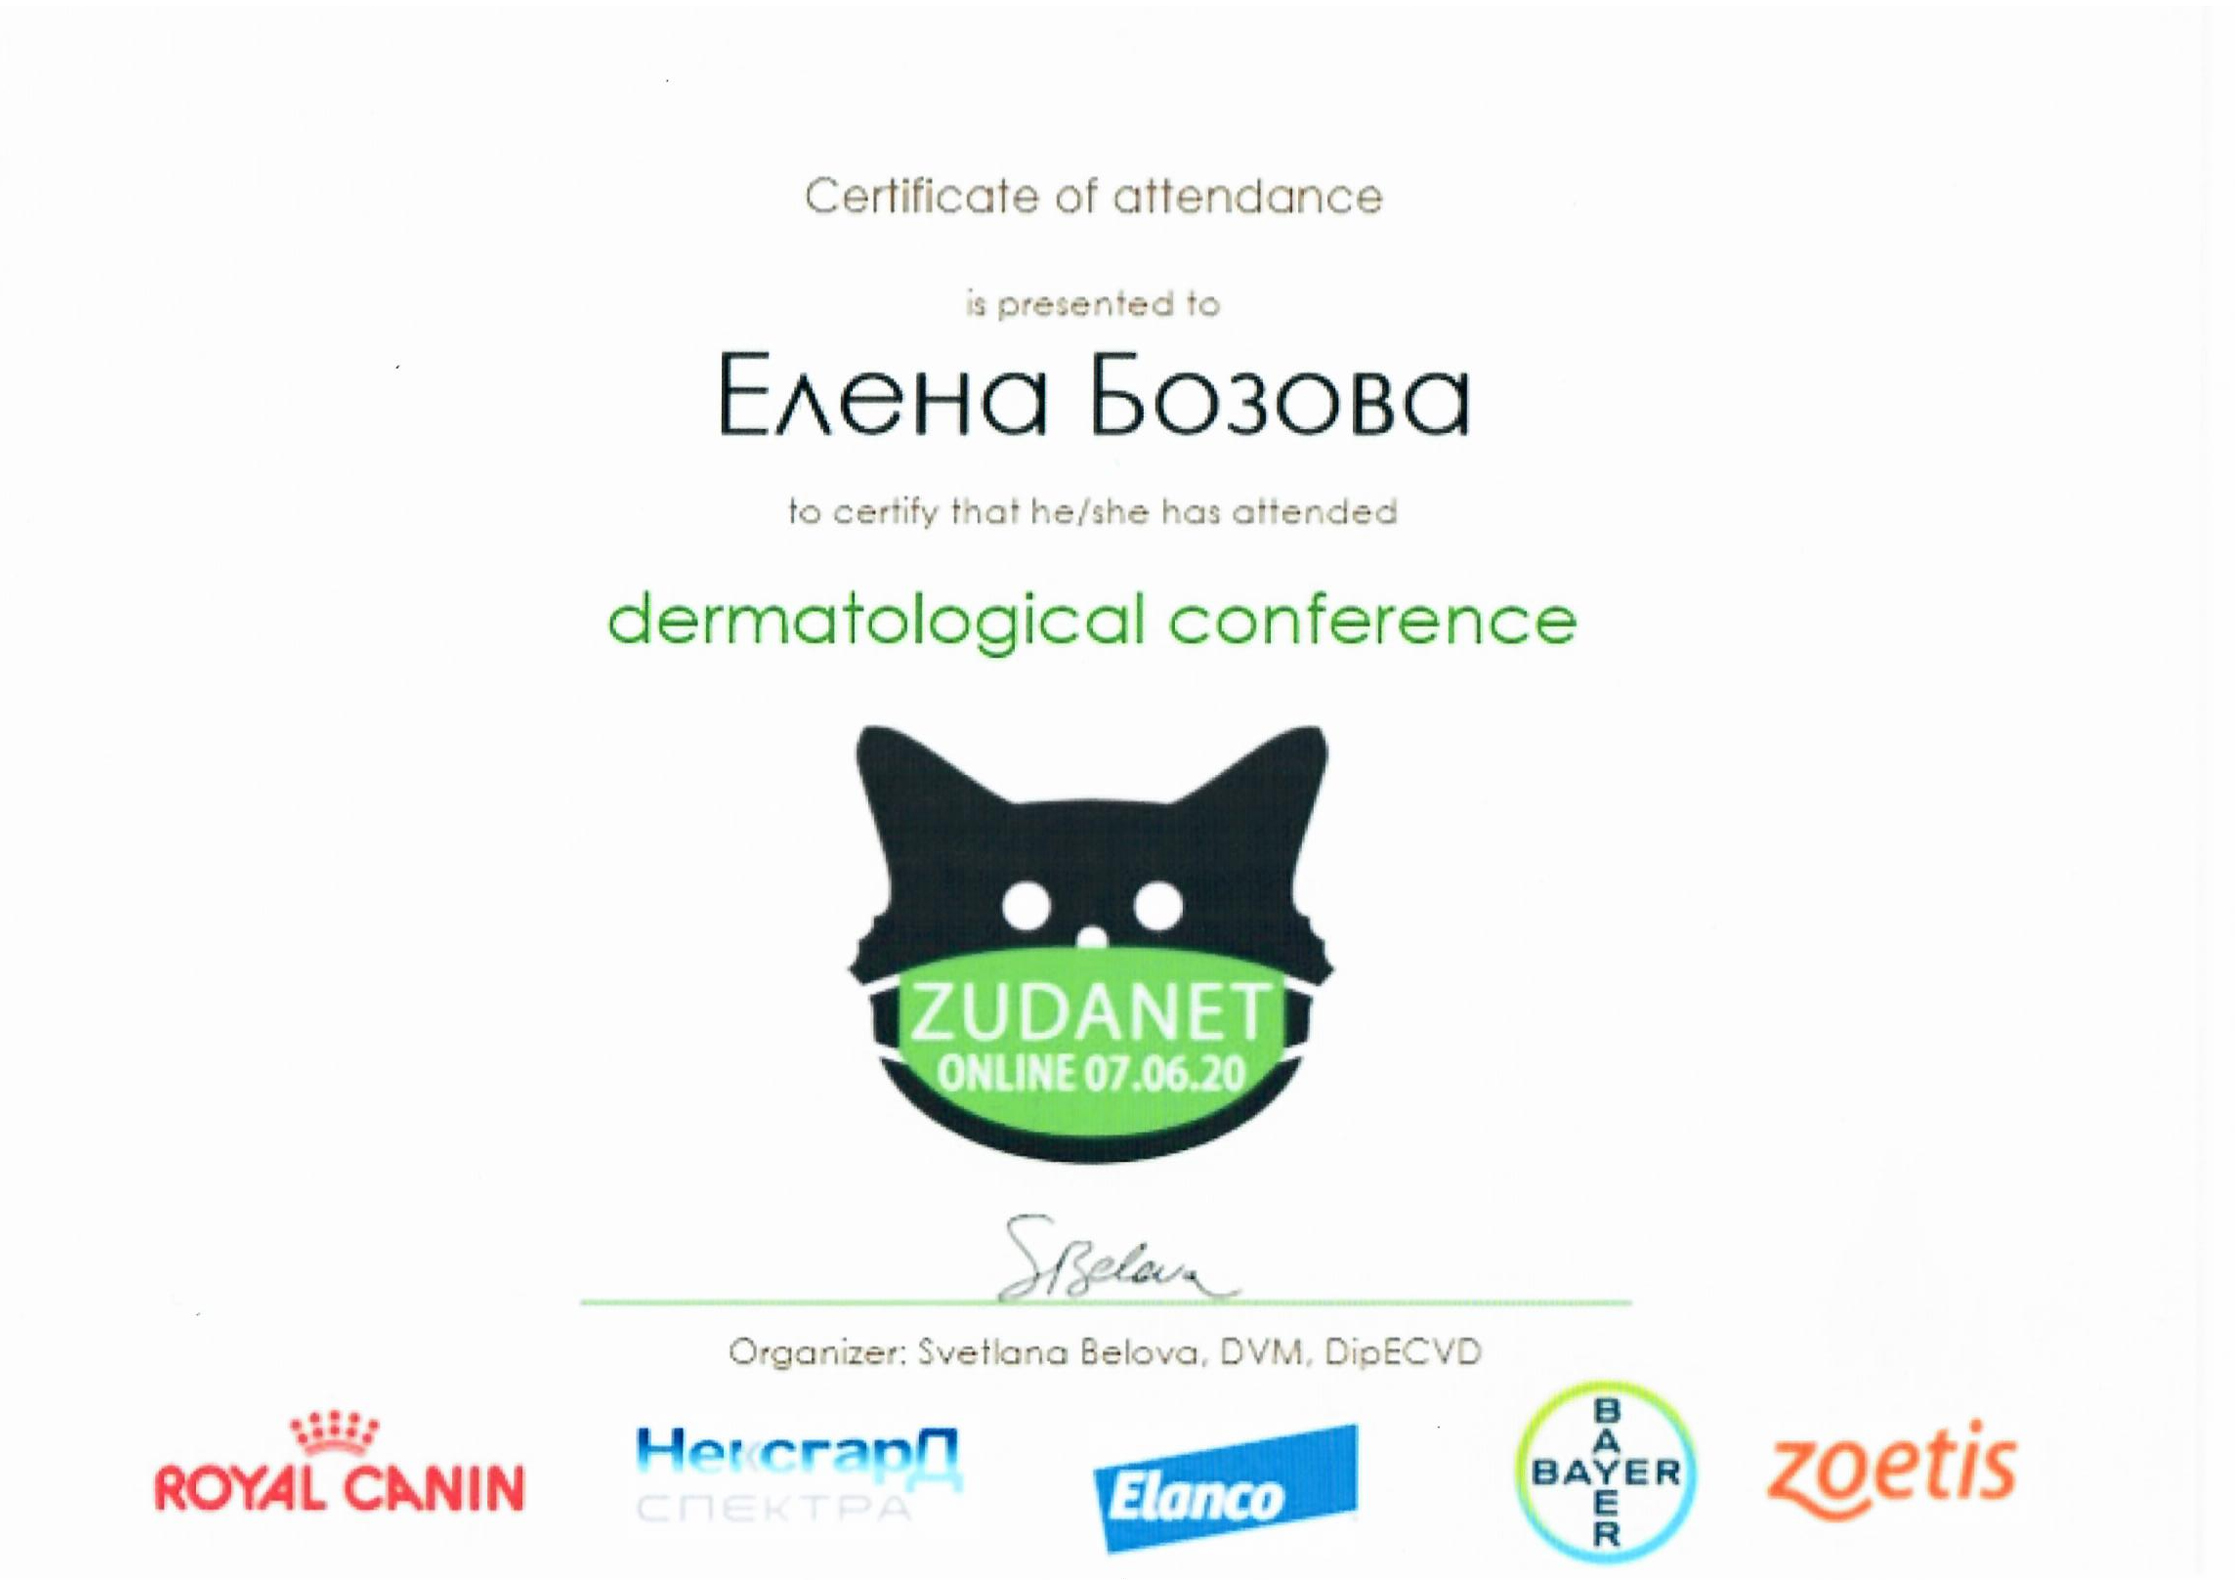 Certificate of attendance
is presented to
Елена Бозова
to certify that he/she has attended
dermatological conference
ZUDANET
ONLINE 07.06.20
SBelova
Organizer: Svetlana Belova, DVM, DipECVD
ROYAL CANIN
НексгарД
СПЕКТРА
Elanco
BAYER
BAYER
zoetis